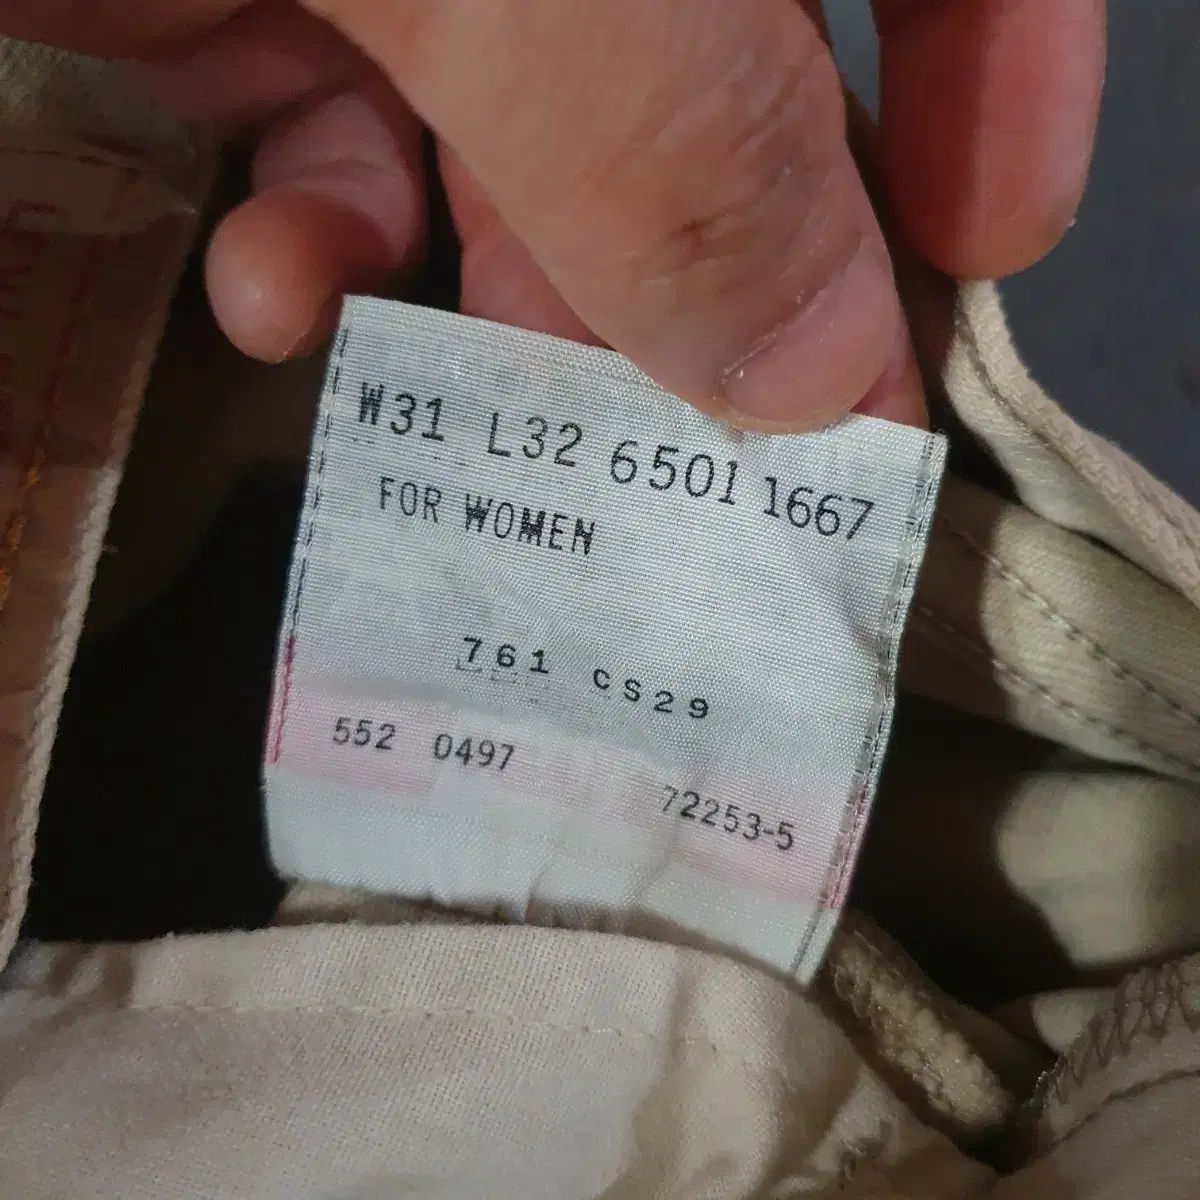 W31 L32 6501 1667
FOR WOMEN
761 CS29
552 0497 72253-5